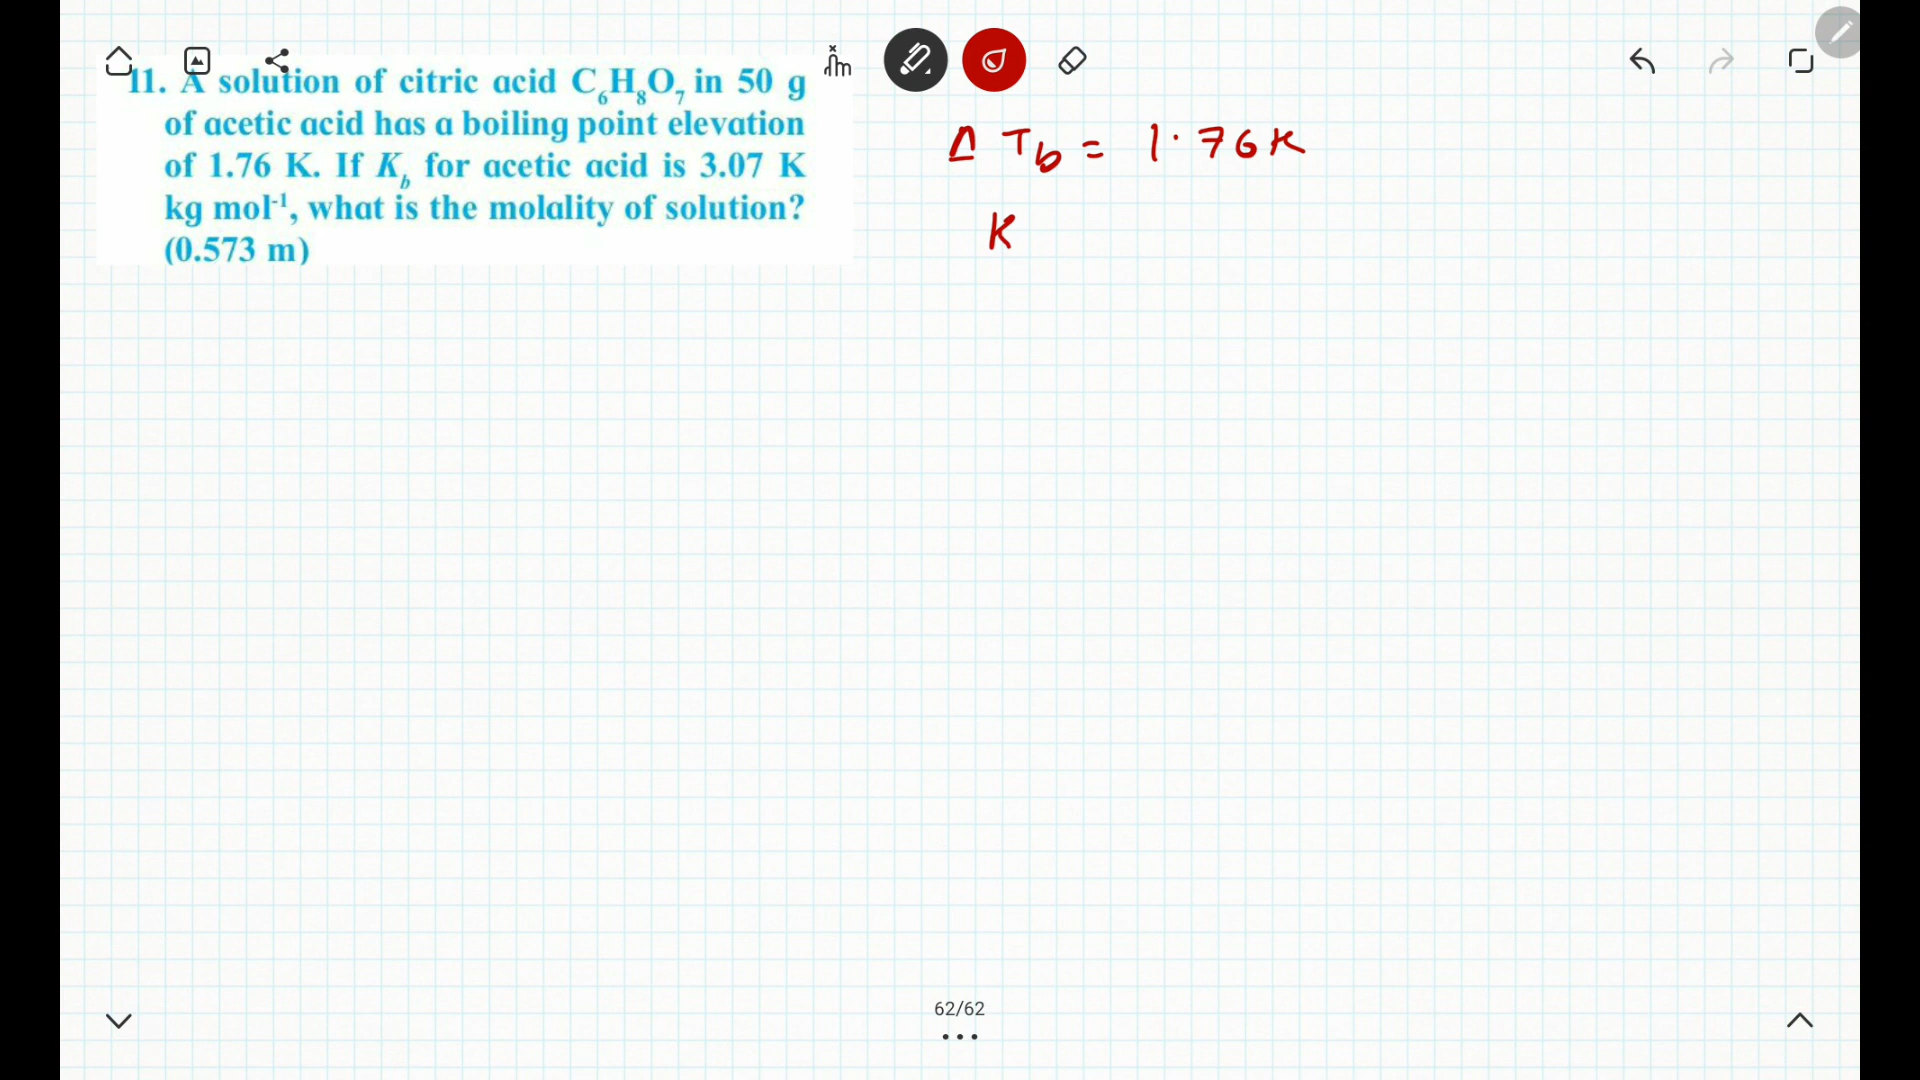 11. A solution of citric acid C₆H₈O₇ in 50 g
of acetic acid has a boiling point elevation
of 1.76 K. If K_b for acetic acid is 3.07 K
kg mol⁻¹, what is the molality of solution?
(0.573 m)
Δ T_b = 1.76K
K
62/62